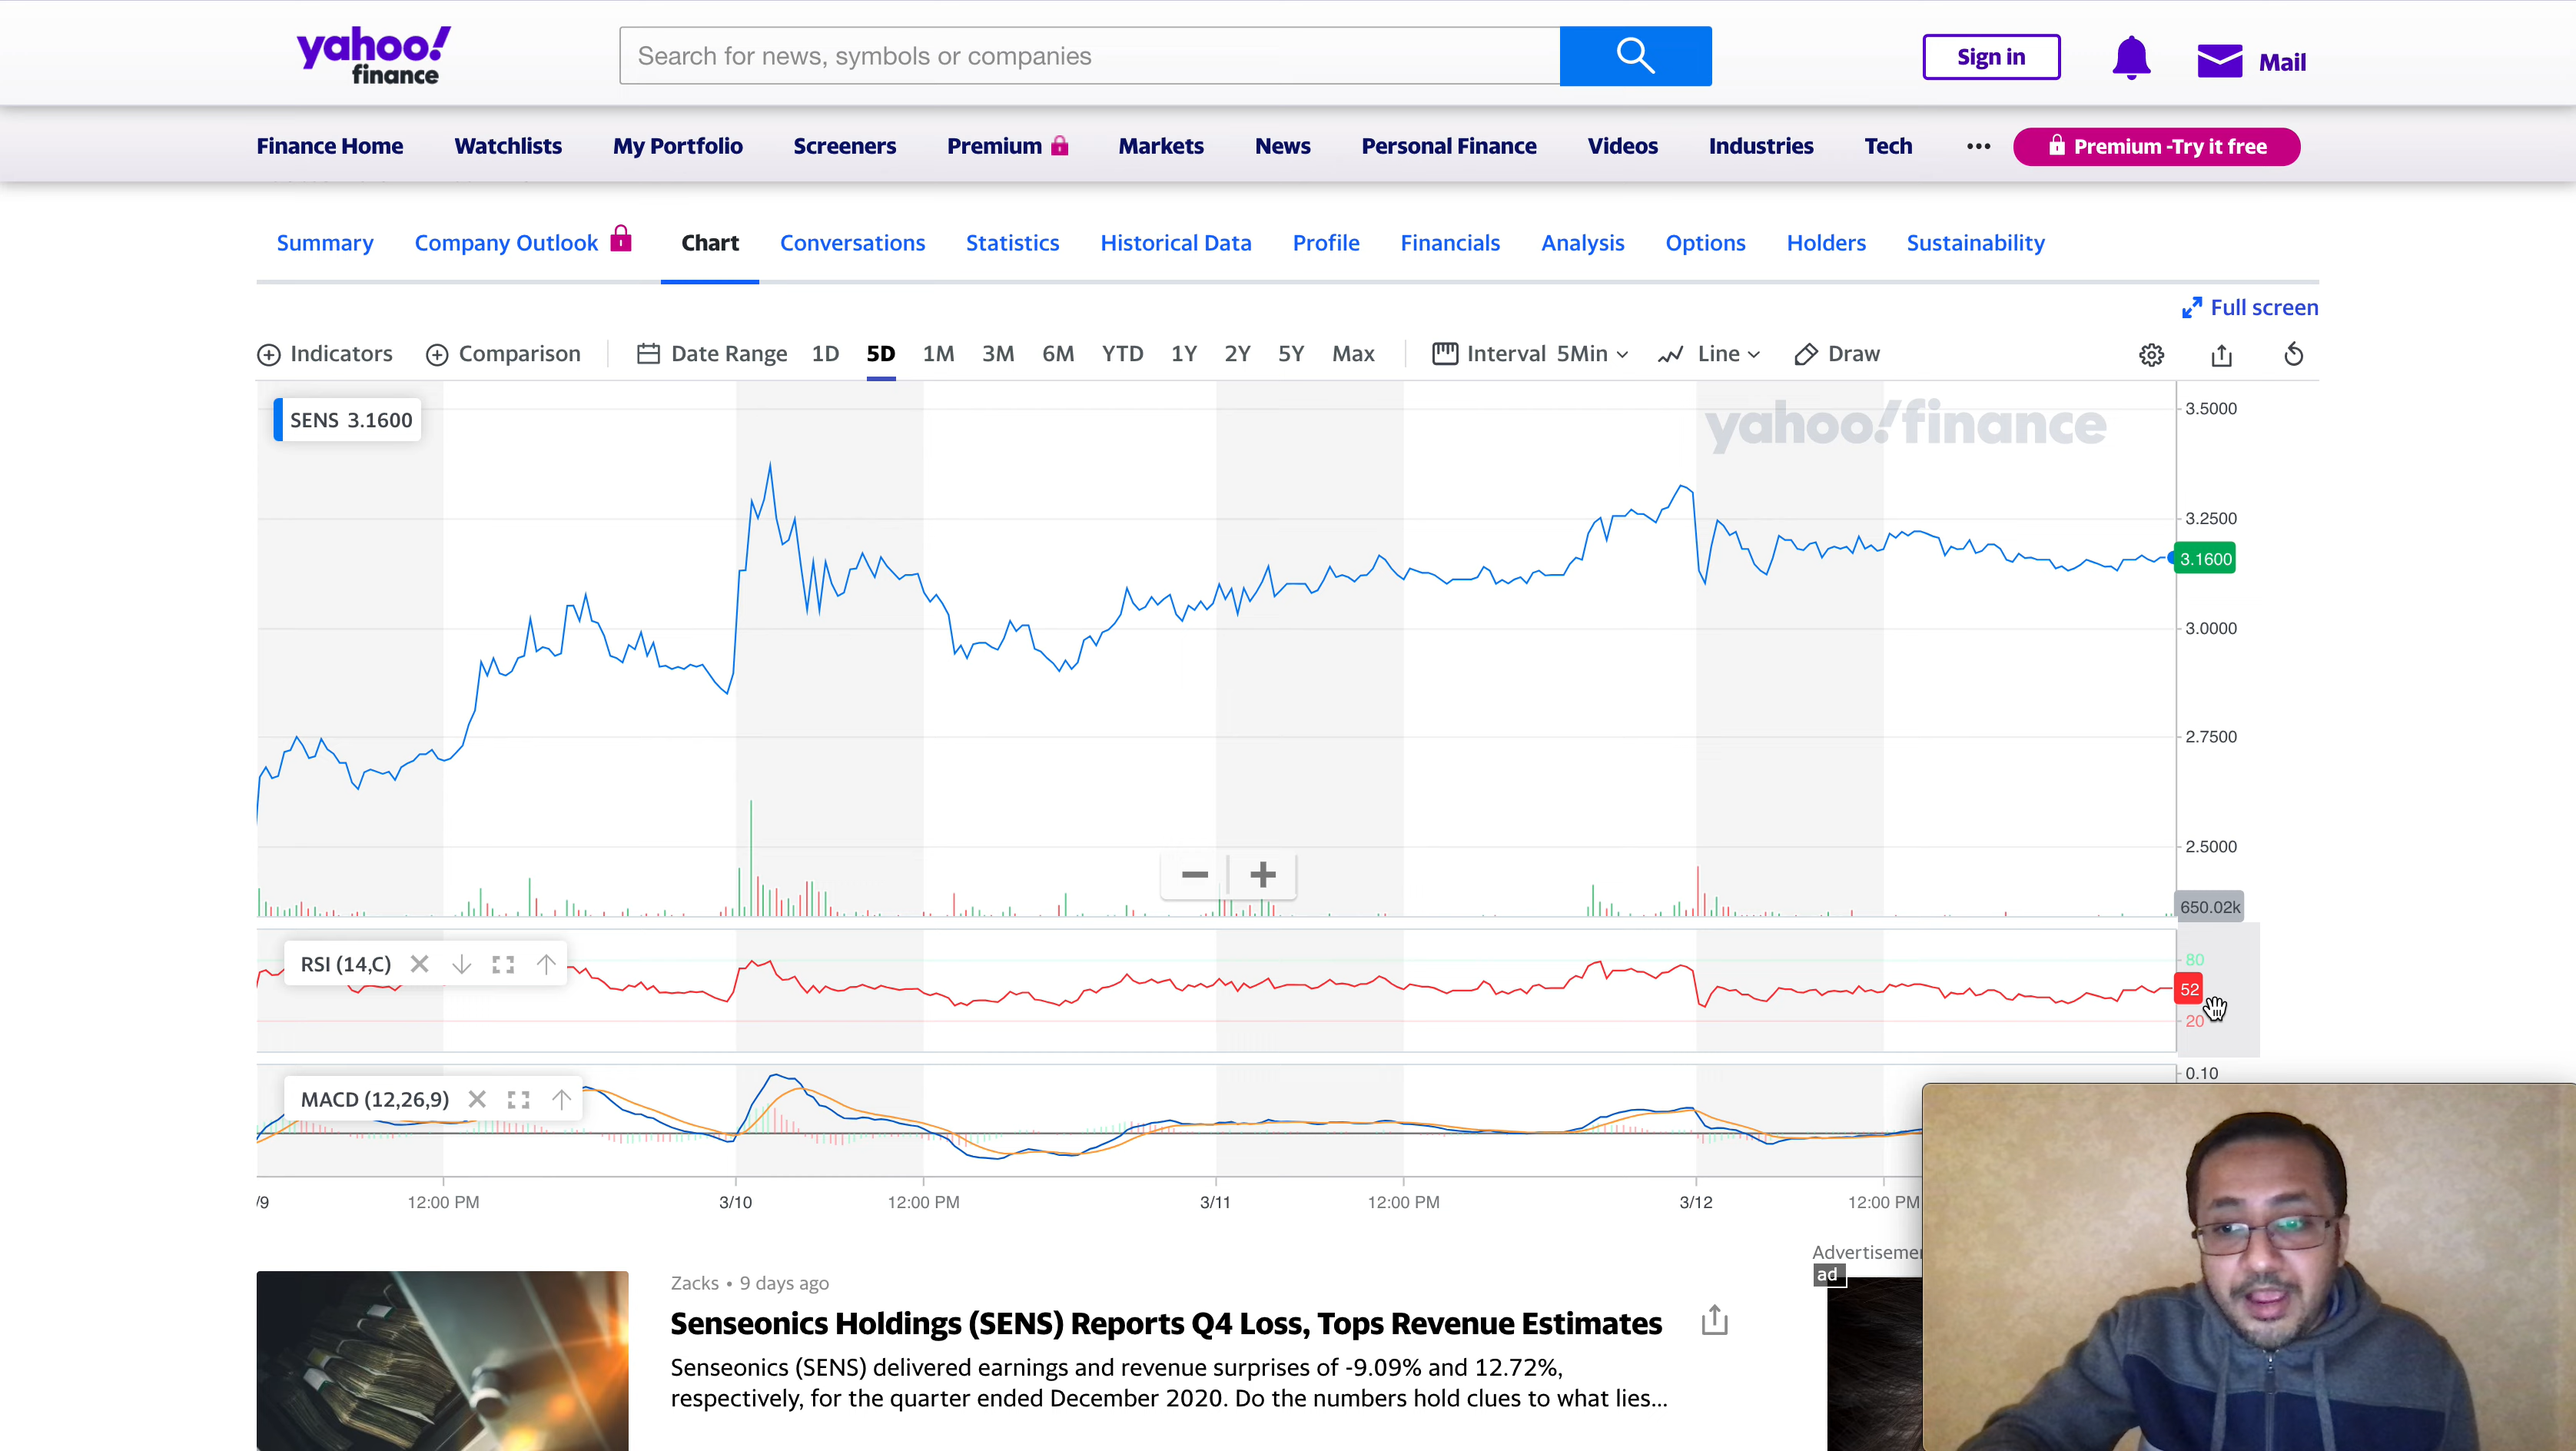 yahoo!
finance
Search for news, symbols or companies
Sign in
Mail
Finance Home Watchlists My Portfolio Screeners Premium Markets News Personal Finance Videos Industries Tech ••• Premium -Try it free
Summary Company Outlook Chart Conversations Statistics Historical Data Profile Financials Analysis Options Holders Sustainability
Full screen
Indicators Comparison Date Range 1D 5D 1M 3M 6M YTD 1Y 2Y 5Y Max Interval 5Min Line Draw
SENS 3.1600
yahoo!finance
3.5000
3.2500
3.1600
3.0000
2.7500
2.5000
650.02k
RSI (14,C)
80
52
20
MACD (12,26,9)
0.10
/9 12:00 PM 3/10 12:00 PM 3/11 12:00 PM 3/12 12:00 PM
Advertisemen
ad
Zacks • 9 days ago
Senseonics Holdings (SENS) Reports Q4 Loss, Tops Revenue Estimates
Senseonics (SENS) delivered earnings and revenue surprises of -9.09% and 12.72%,
respectively, for the quarter ended December 2020. Do the numbers hold clues to what lies...